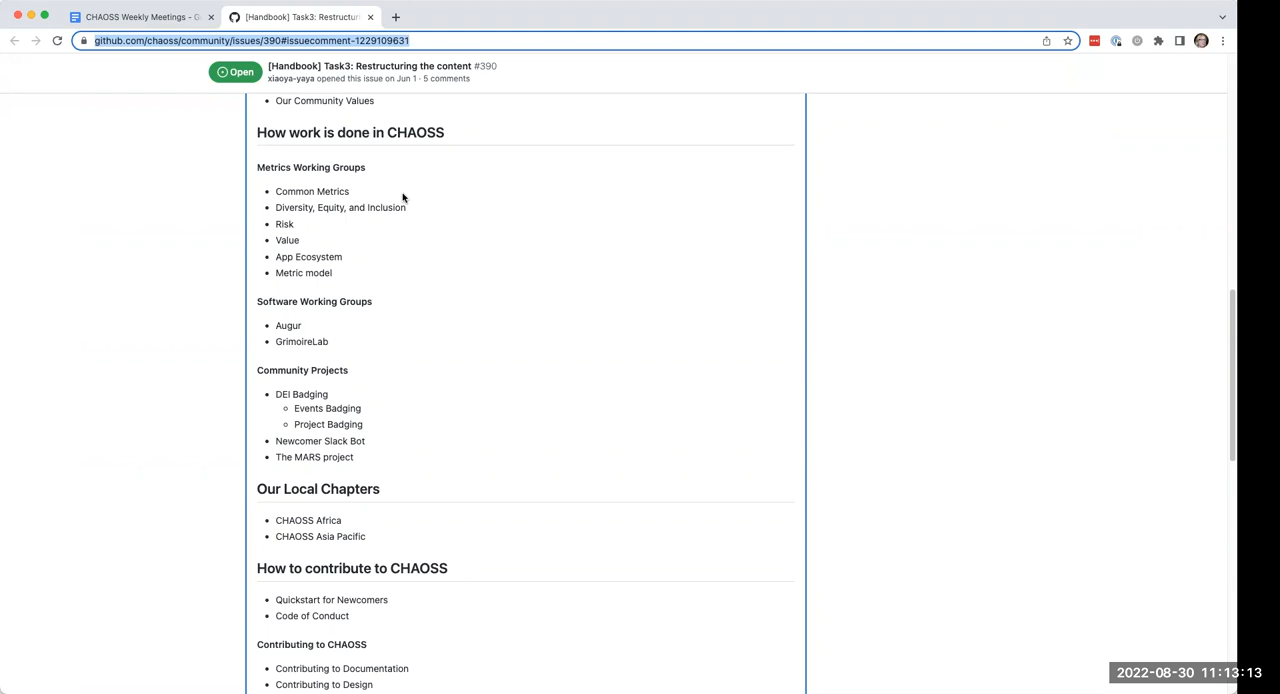 CHAOSS Weekly Meetings - G
[Handbook] Task3: Restructuri
github.com/chaoss/community/issues/390#issuecomment-1229109631
Open
[Handbook] Task3: Restructuring the content #390
xiaoya-yaya opened this issue on Jun 1 · 5 comments
Our Community Values
How work is done in CHAOSS
Metrics Working Groups
Common Metrics
Diversity, Equity, and Inclusion
Risk
Value
App Ecosystem
Metric model
Software Working Groups
Augur
GrimoireLab
Community Projects
DEI Badging
Events Badging
Project Badging
Newcomer Slack Bot
The MARS project
Our Local Chapters
CHAOSS Africa
CHAOSS Asia Pacific
How to contribute to CHAOSS
Quickstart for Newcomers
Code of Conduct
Contributing to CHAOSS
Contributing to Documentation
Contributing to Design
2022-08-30 11:13:13